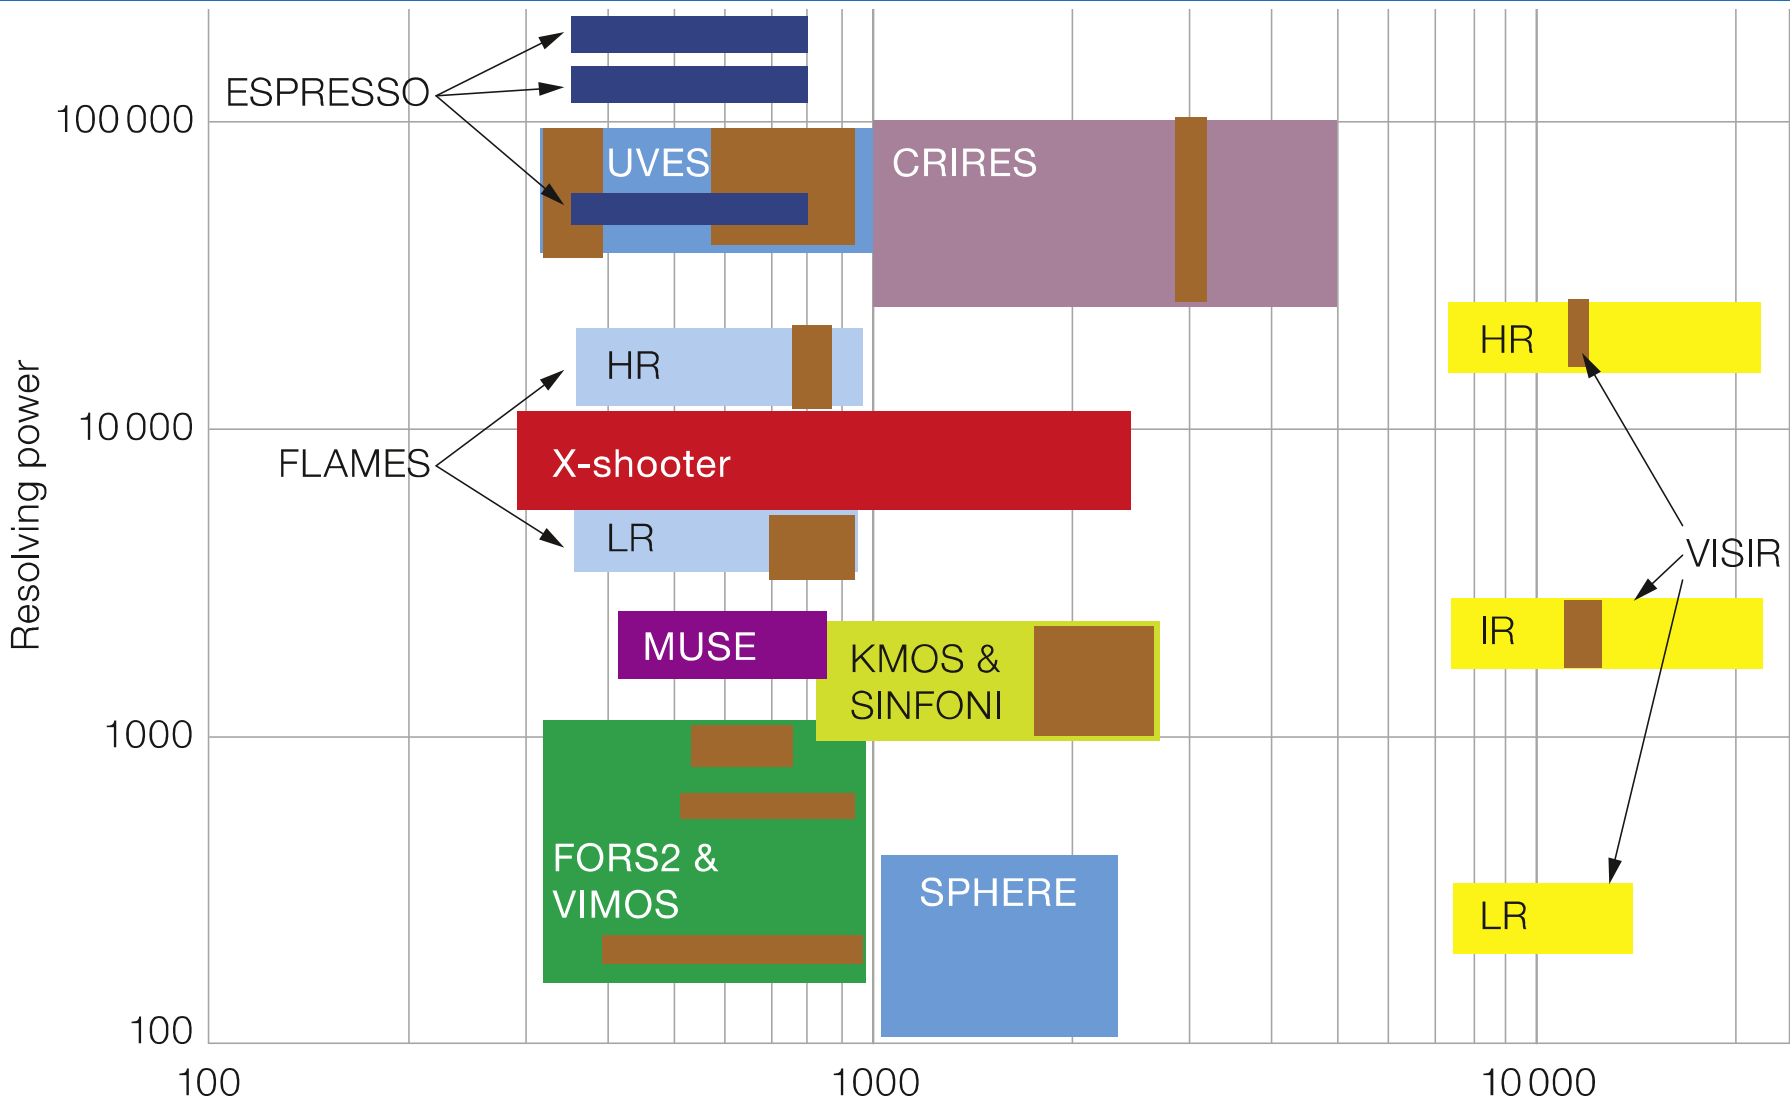 ESPRESSO
100 000
UVES
CRIRES
HR
HR
10 000
FLAMES
X-shooter
LR
VISIR
Resolving power
MUSE
KMOS &
SINFONI
IR
1000
FORS2 &
VIMOS
SPHERE
LR
100
100
1000
10 000